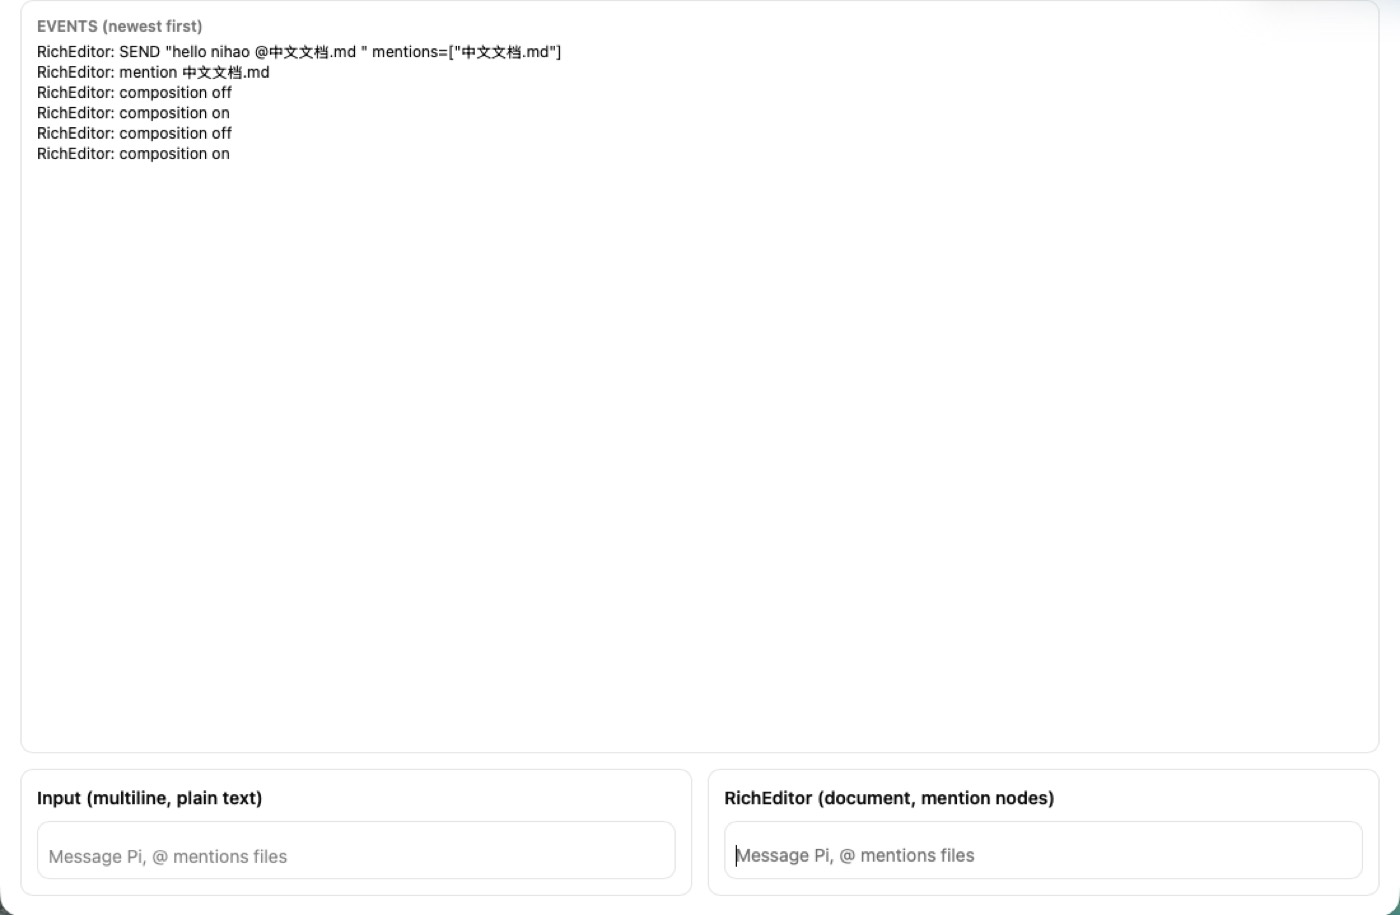 EVENTS (newest first)
RichEditor: SEND "hello nihao @中文文档.md " mentions=["中文文档.md"]
RichEditor: mention 中文文档.md
RichEditor: composition off
RichEditor: composition on
RichEditor: composition off
RichEditor: composition on
Input (multiline, plain text)
Message Pi, @ mentions files
RichEditor (document, mention nodes)
Message Pi, @ mentions files